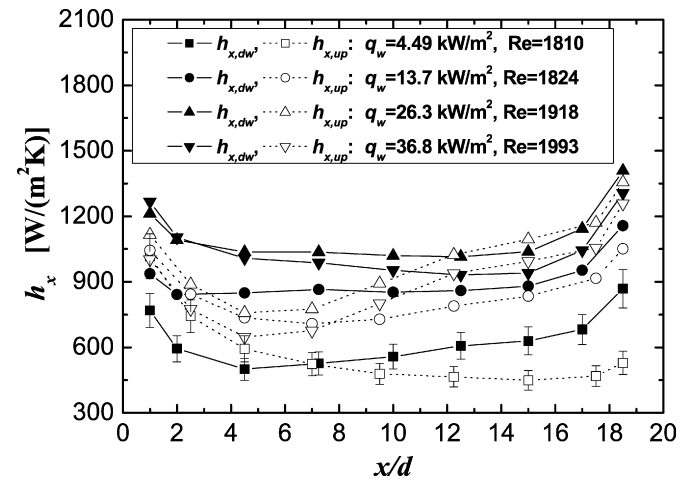 2100
1800
1500
1200
900
600
300
h_x [W/(m²K)]
h_x,dw, h_x,up: q_w=4.49 kW/m², Re=1810
h_x,dw, h_x,up: q_w=13.7 kW/m², Re=1824
h_x,dw, h_x,up: q_w=26.3 kW/m², Re=1918
h_x,dw, h_x,up: q_w=36.8 kW/m², Re=1993
0 2 4 6 8 10 12 14 16 18 20
x/d